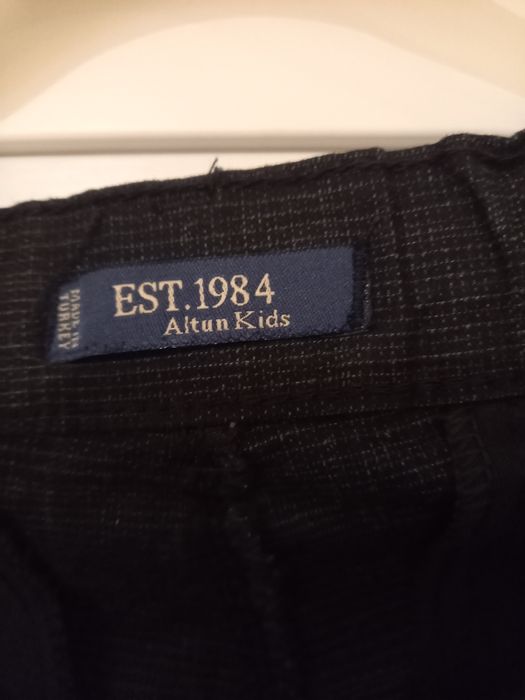 EST.1984
Altun Kids
MADE IN
TURKEY